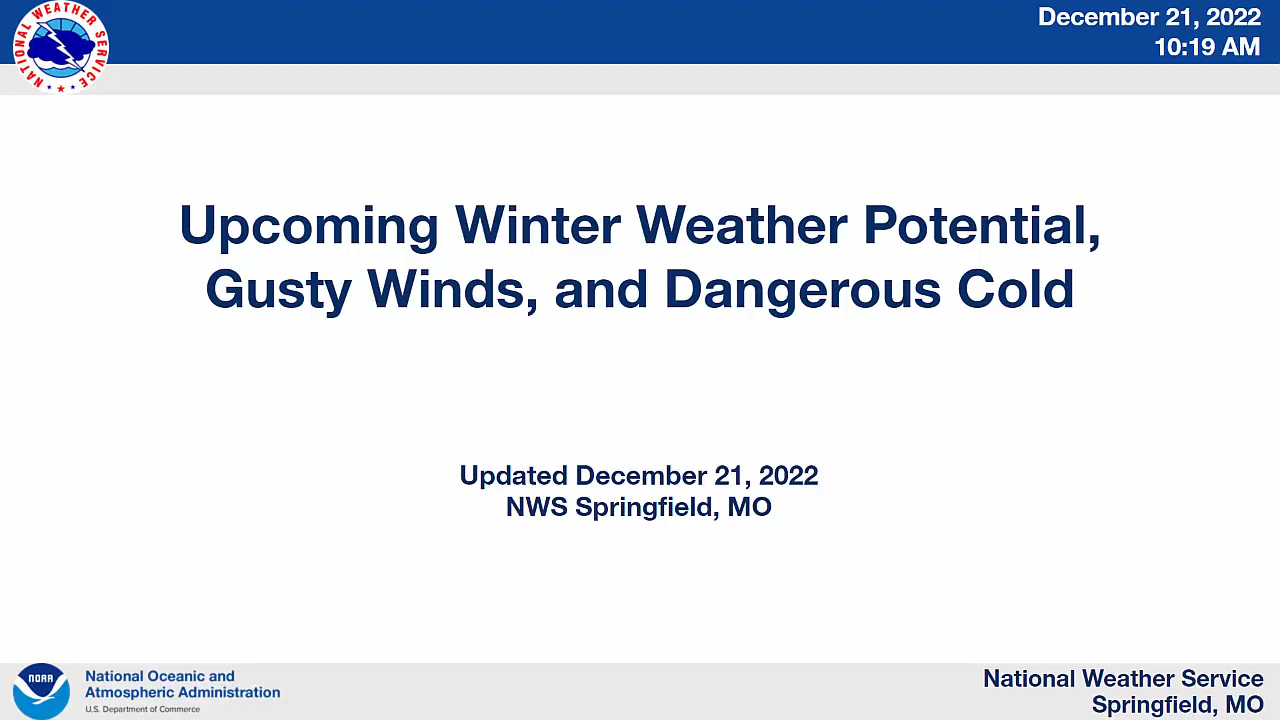 NATIONAL WEATHER SERVICE
December 21, 2022
10:19 AM
Upcoming Winter Weather Potential,
Gusty Winds, and Dangerous Cold
Updated December 21, 2022
NWS Springfield, MO
NOAA
National Oceanic and
Atmospheric Administration
U.S. Department of Commerce
National Weather Service
Springfield, MO